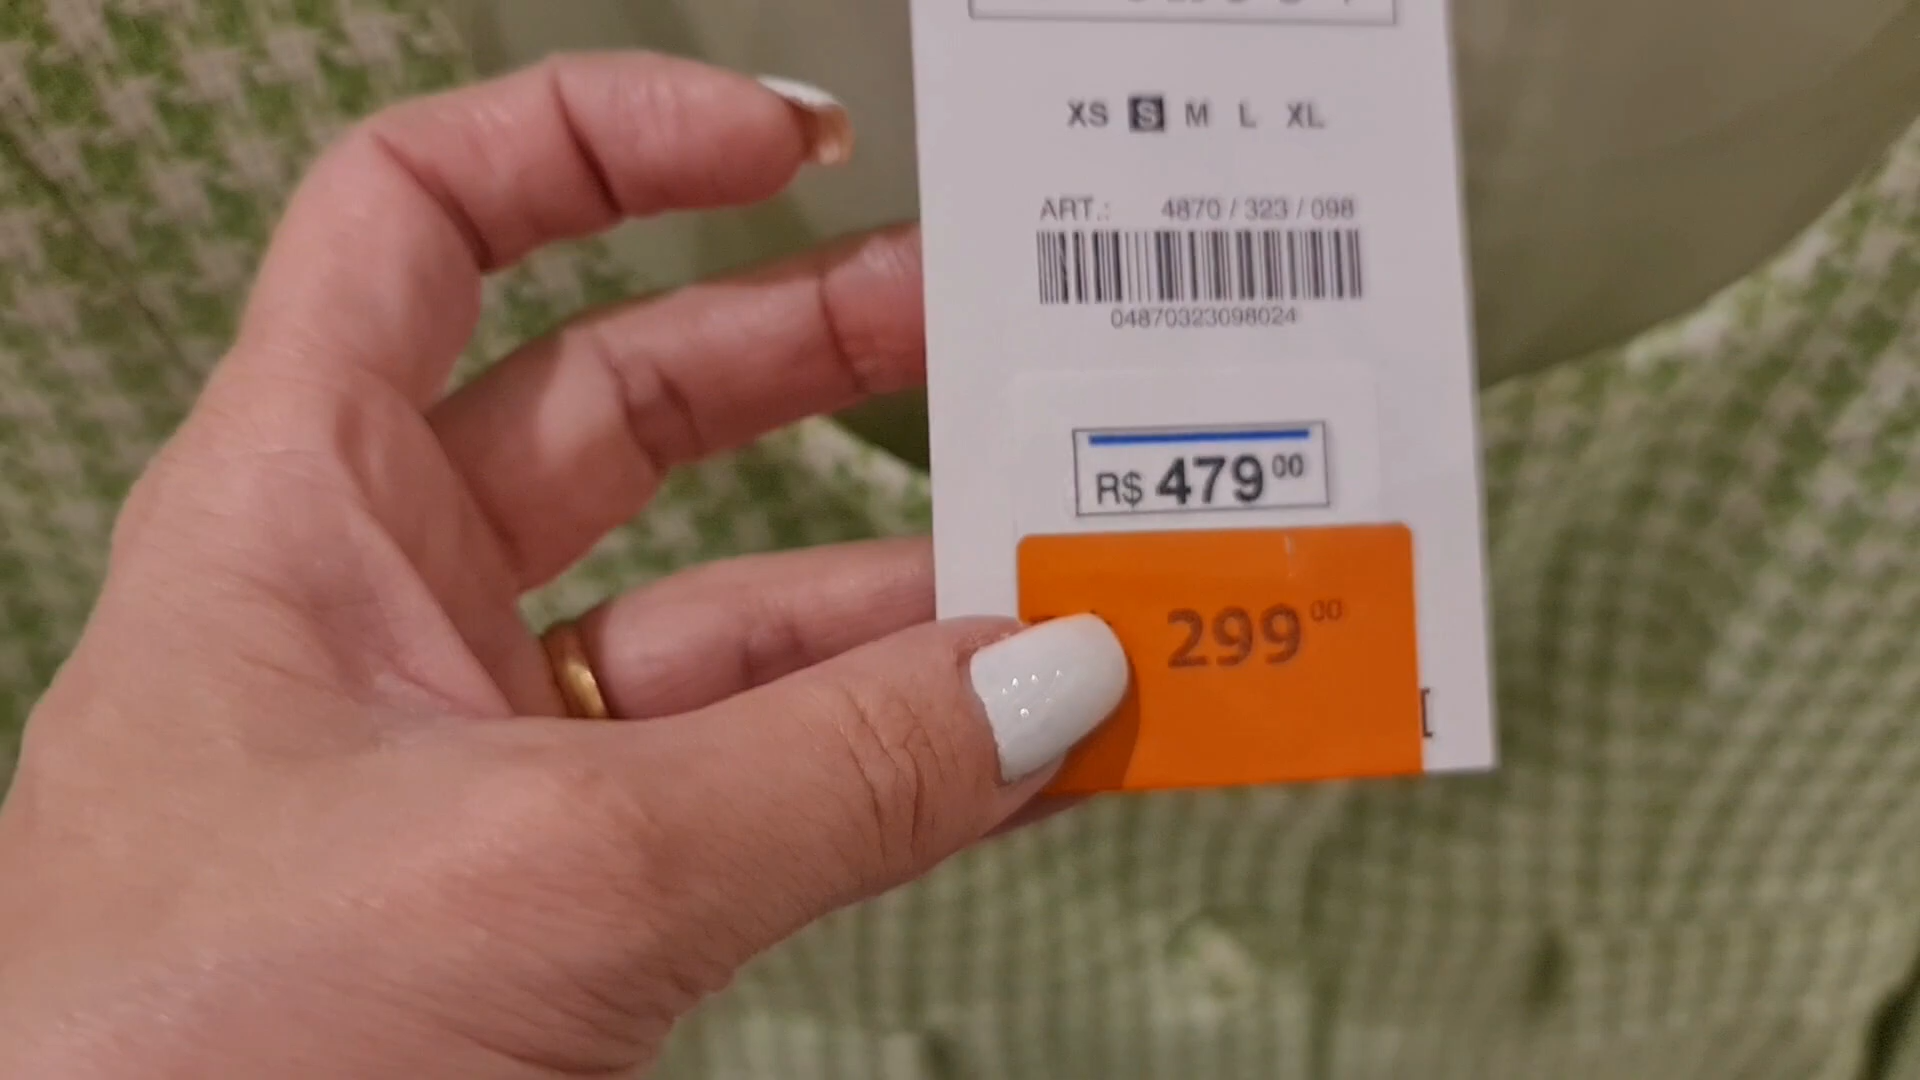 XS S M L XL
ART.: 4870 / 323 / 098
04870323098024
R$ 479 00
299 00